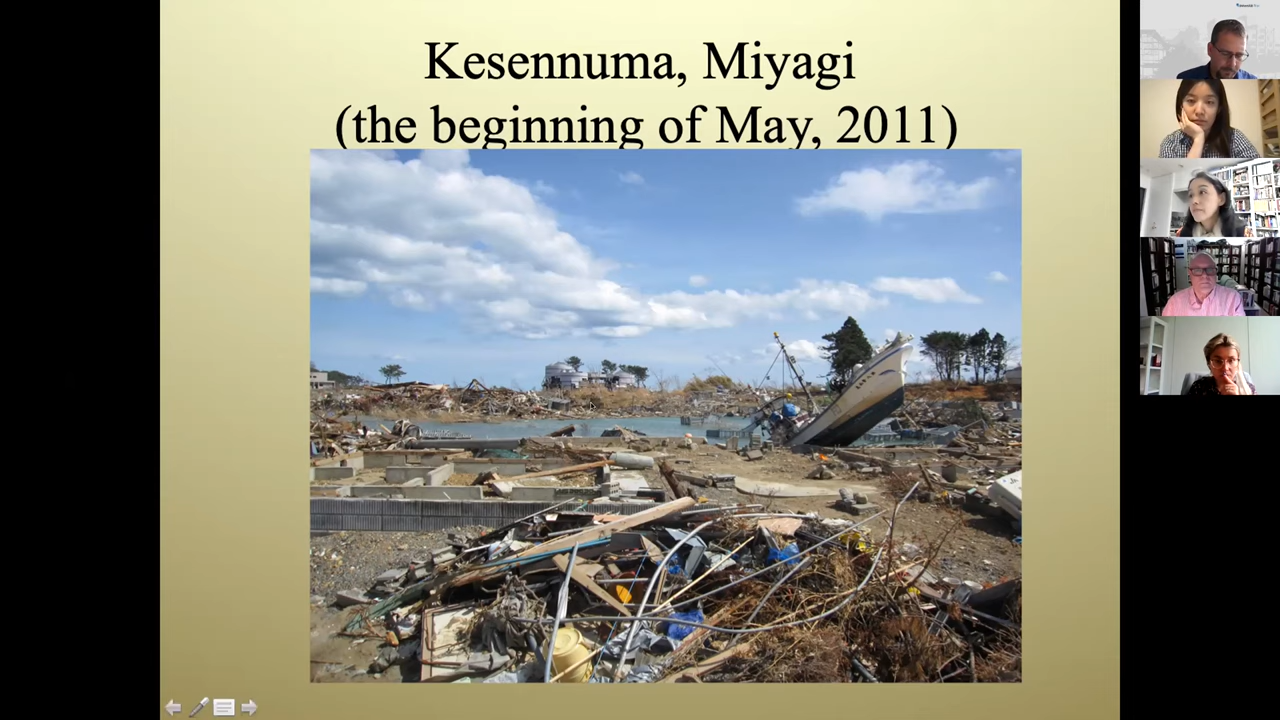 Kesennuma, Miyagi
(the beginning of May, 2011)